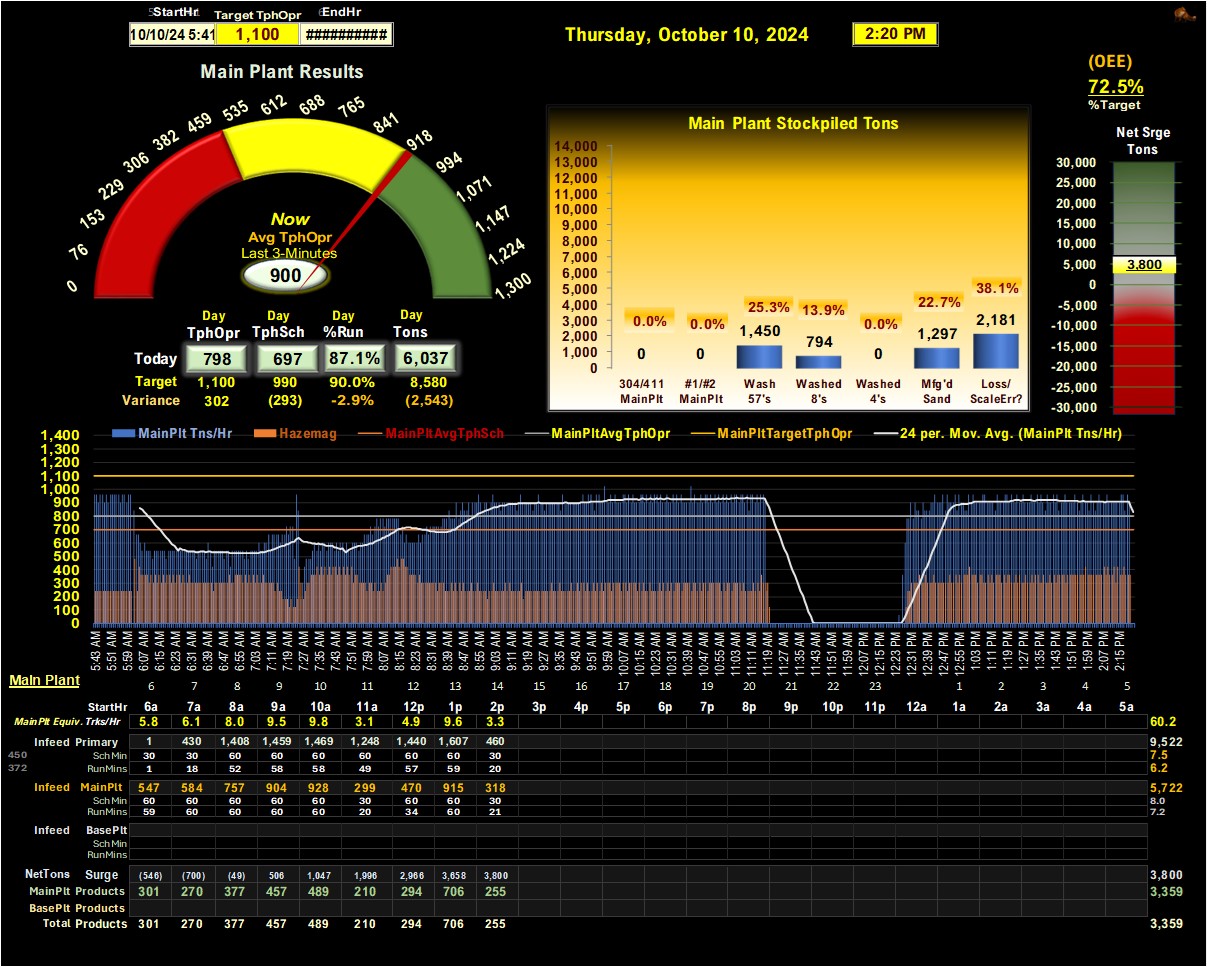 StartHr Target TphOpr EndHr
10/10/24 5:41 1,100 ##########
Thursday, October 10, 2024 2:20 PM
(OEE)
72.5%
%Target
Main Plant Results
0 76 153 229 306 382 459 535 612 688 765 841 918 994 1,071 1,147 1,224 1,300
Now
Avg TphOpr
Last 3-Minutes
900
Day Day Day Day
TphOpr TphSch %Run Tons
Today 798 697 87.1% 6,037
Target 1,100 990 90.0% 8,580
Variance 302 (293) -2.9% (2,543)
Main Plant Stockpiled Tons
14,000
13,000
12,000
11,000
10,000
9,000
8,000
7,000
6,000
5,000
4,000
3,000
2,000
1,000
0
0.0% 0.0% 25.3% 13.9% 0.0% 22.7% 38.1%
0 0 1,450 794 0 1,297 2,181
304/411 #1/#2 Wash Washed Washed Mfg'd Loss/
MainPlt MainPlt 57's 8's 4's Sand ScaleErr?
Net Srge
Tons
30,000
25,000
20,000
15,000
10,000
5,000
0
-5,000
-10,000
-15,000
-20,000
-25,000
-30,000
3,800
MainPlt Tns/Hr Hazemag MainPltAvgTphSch MainPltAvgTphOpr MainPltTargetTphOpr 24 per. Mov. Avg. (MainPlt Tns/Hr)
1,400
1,300
1,200
1,100
1,000
900
800
700
600
500
400
300
200
100
0
5:43 AM 5:51 AM 5:59 AM 6:07 AM 6:15 AM 6:23 AM 6:31 AM 6:39 AM 6:47 AM 6:55 AM 7:03 AM 7:11 AM 7:19 AM 7:27 AM 7:35 AM 7:43 AM 7:51 AM 7:59 AM 8:07 AM 8:15 AM 8:23 AM 8:31 AM 8:39 AM 8:47 AM 8:55 AM 9:03 AM 9:11 AM 9:19 AM 9:27 AM 9:35 AM 9:43 AM 9:51 AM 9:59 AM 10:07 AM 10:15 AM 10:23 AM 10:31 AM 10:39 AM 10:47 AM 10:55 AM 11:03 AM 11:11 AM 11:19 AM 11:27 AM 11:35 AM 11:43 AM 11:51 AM 11:59 AM 12:07 PM 12:15 PM 12:23 PM 12:31 PM 12:39 PM 12:47 PM 12:55 PM 1:03 PM 1:11 PM 1:19 PM 1:27 PM 1:35 PM 1:43 PM 1:51 PM 1:59 PM 2:07 PM 2:15 PM
Main Plant
6 7 8 9 10 11 12 13 14 15 16 17 18 19 20 21 22 23 1 2 3 4 5
StartHr 6a 7a 8a 9a 10a 11a 12p 1p 2p 3p 4p 5p 6p 7p 8p 9p 10p 11p 12a 1a 2a 3a 4a 5a
MainPlt Equiv. Trks/Hr 5.8 6.1 8.0 9.5 9.8 3.1 4.9 9.6 3.3 60.2
Infeed Primary 1 430 1,408 1,459 1,469 1,248 1,440 1,607 460 9,522
450 SchMin 30 30 60 60 60 60 60 60 30 7.5
372 RunMins 1 18 52 58 58 49 57 59 20 6.2
Infeed MainPlt 547 584 757 904 928 299 470 915 318 5,722
SchMin 60 60 60 60 60 30 60 60 30 8.0
RunMins 59 60 60 60 60 20 34 60 21 7.2
Infeed BasePlt
SchMin
RunMins
NetTons Surge (546) (700) (49) 506 1,047 1,996 2,966 3,658 3,800 3,800
MainPlt Products 301 270 377 457 489 210 294 706 255 3,359
BasePlt Products
Total Products 301 270 377 457 489 210 294 706 255 3,359